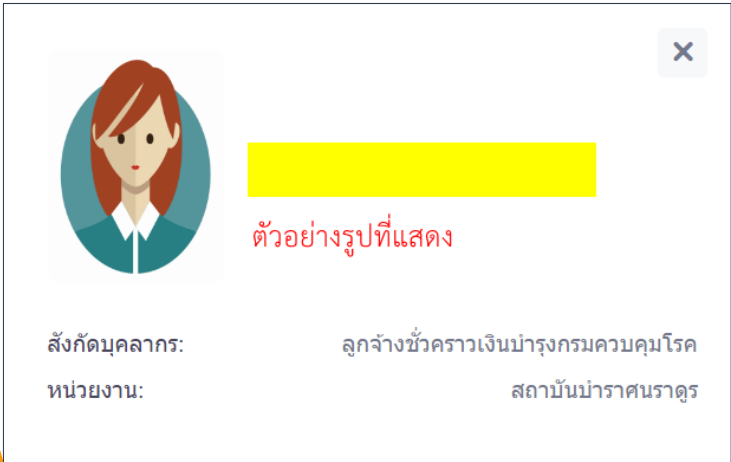 ตัวอย่างรูปที่แสดง
สังกัดบุคลากร: ลูกจ้างชั่วคราวเงินบำรุงกรมควบคุมโรค
หน่วยงาน: สถาบันบำราศนราดูร